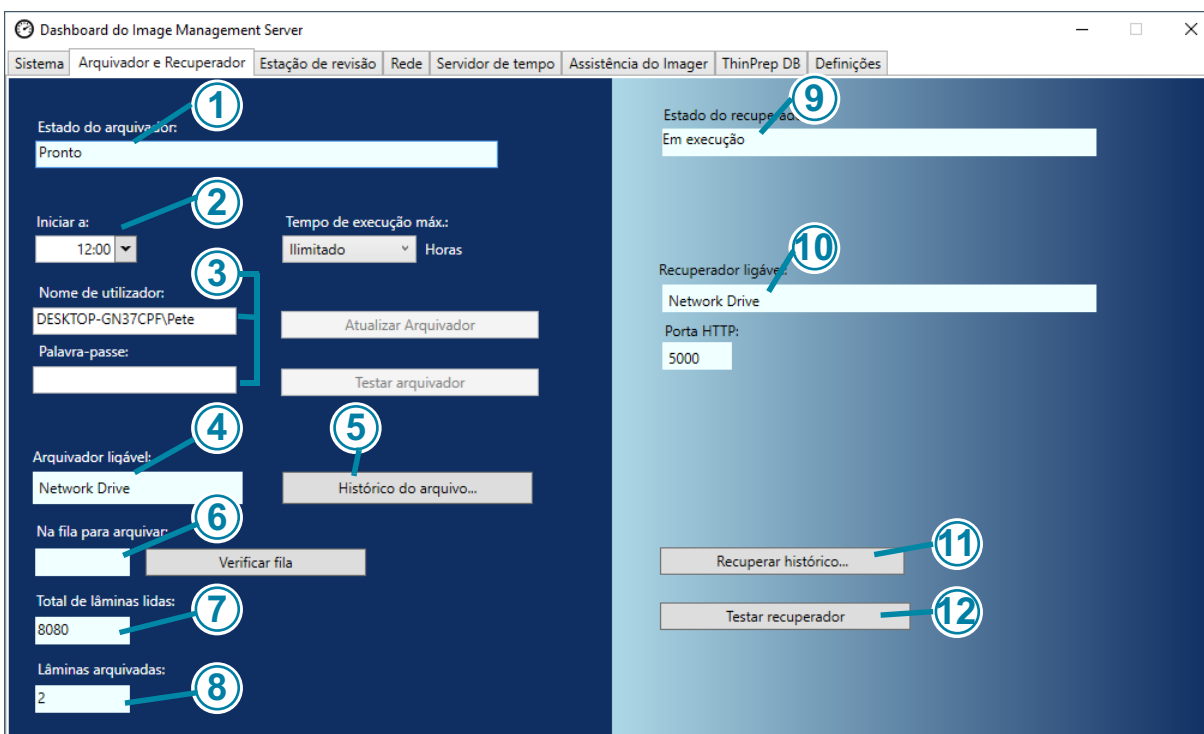 Dashboard do Image Management Server
Sistema Arquivador e Recuperador Estação de revisão Rede Servidor de tempo Assistência do Imager ThinPrep DB Definições
1
Estado do arquivador:
Pronto
2
Iniciar a:
12:00
Tempo de execução máx.:
Ilimitado Horas
3
Nome de utilizador:
DESKTOP-GN37CPF\Pete
Atualizar Arquivador
Palavra-passe:
Testar arquivador
4
5
Arquivador ligável:
Network Drive
Histórico do arquivo...
6
Na fila para arquivar:
Verificar fila
7
Total de lâminas lidas:
8080
8
Lâminas arquivadas:
2
9
Estado do recuperador:
Em execução
10
Recuperador ligável:
Network Drive
Porta HTTP:
5000
11
Recuperar histórico...
12
Testar recuperador